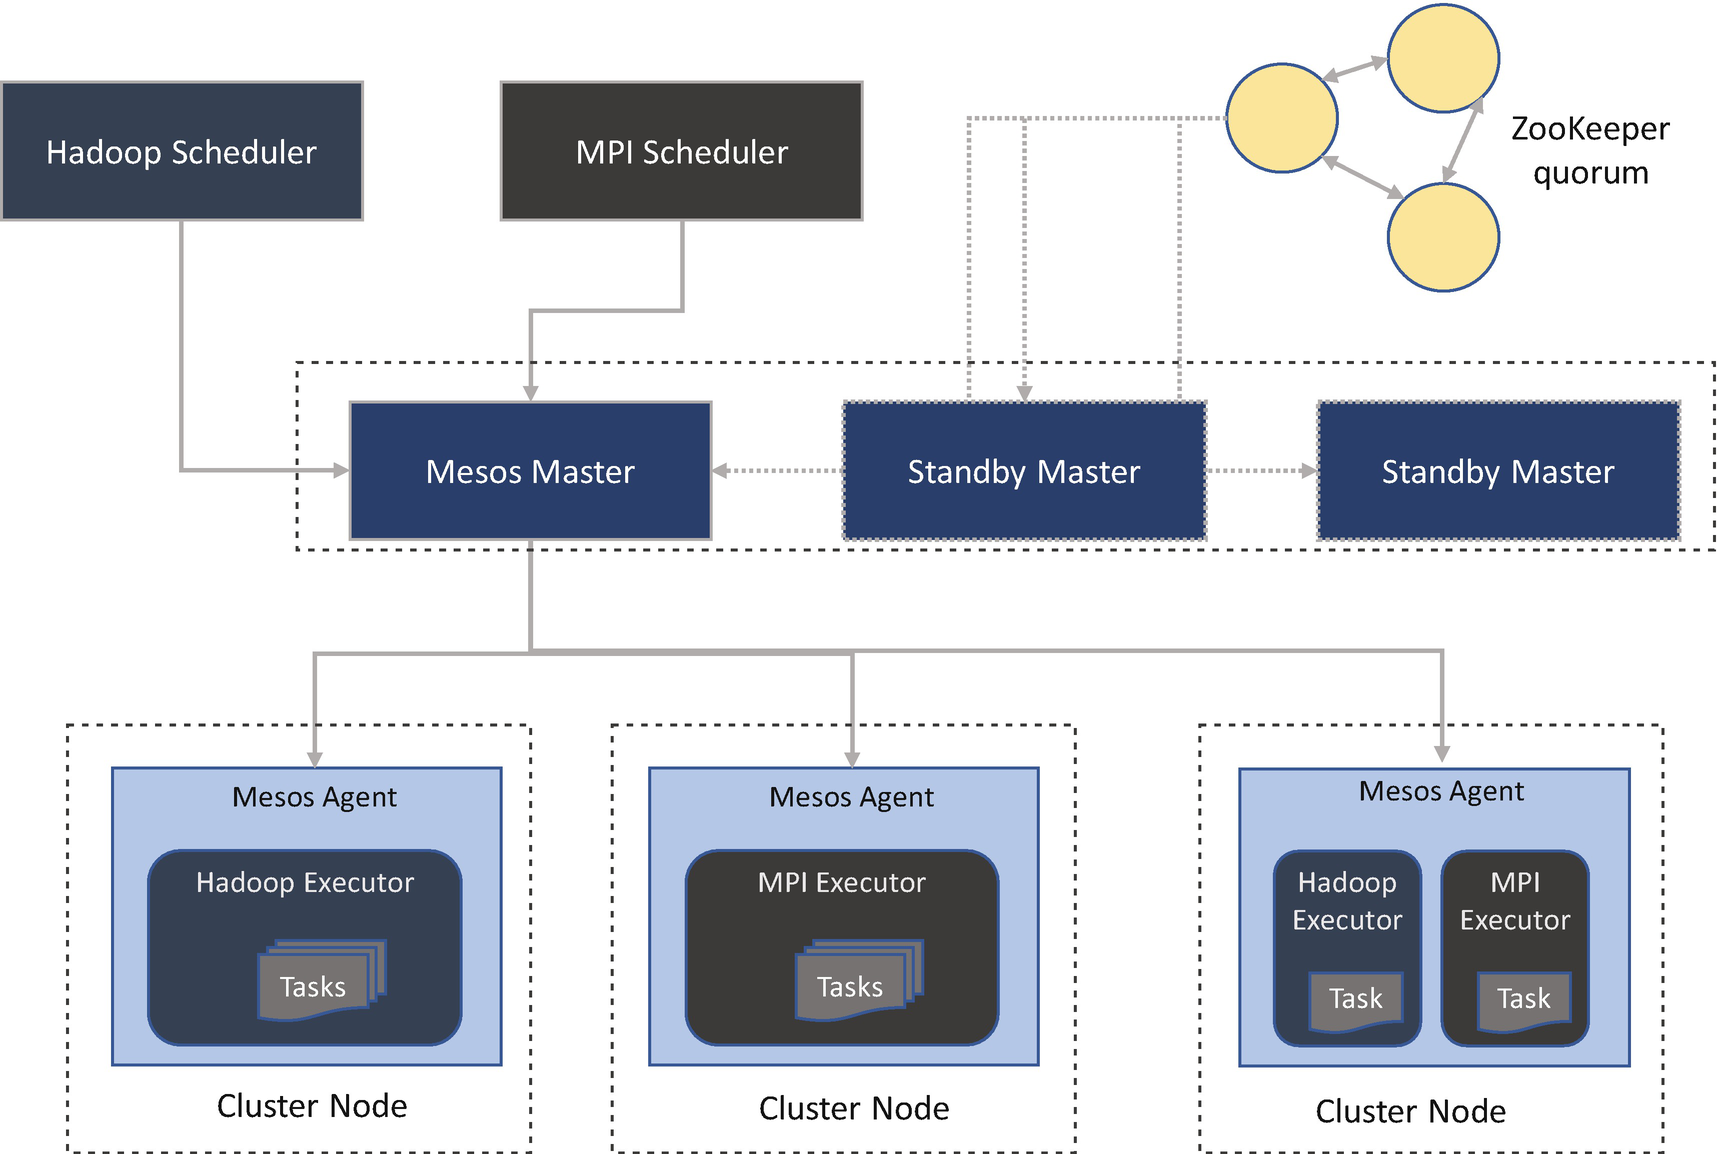 Hadoop Scheduler
MPI Scheduler
ZooKeeper
quorum
Mesos Master
Standby Master
Standby Master
Mesos Agent
Hadoop Executor
Tasks
Cluster Node
Mesos Agent
MPI Executor
Tasks
Cluster Node
Mesos Agent
Hadoop
Executor
Task
MPI
Executor
Task
Cluster Node